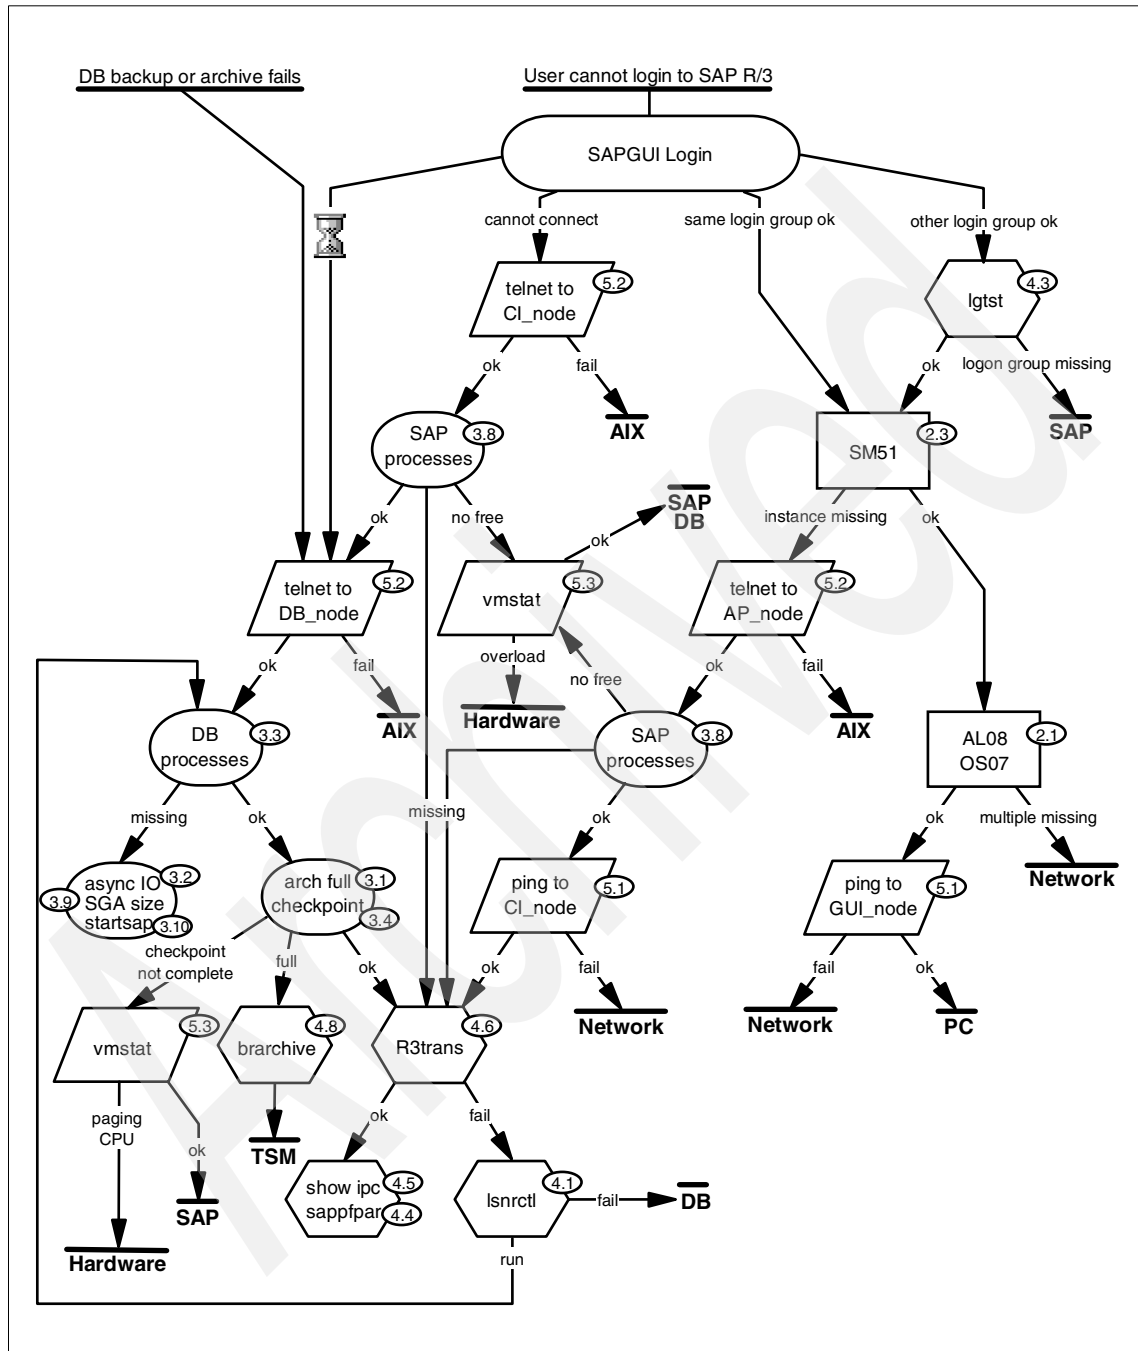 DB backup or archive fails
User cannot login to SAP R/3
SAPGUI Login
cannot connect
same login group ok
other login group ok
telnet to
CI_node
5.2
lgtst
4.3
ok
fail
ok
logon group missing
AIX
SAP
SAP
processes
3.8
SM51
2.3
SAP
DB
ok
no free
ok
instance missing
ok
telnet to
DB_node
5.2
vmstat
5.3
telnet to
AP_node
5.2
ok
fail
overload
no free
ok
fail
AIX
Hardware
AIX
DB
processes
3.3
SAP
processes
3.8
AL08
OS07
2.1
missing
ok
missing
ok
ok
multiple missing
async IO
SGA size
startsap
3.2
3.9
3.10
arch full
checkpoint
3.1
3.4
ping to
CI_node
5.1
ping to
GUI_node
5.1
Network
checkpoint
not complete
full
ok
ok
fail
fail
ok
Network
Network
PC
vmstat
5.3
brarchive
4.8
R3trans
4.6
paging
CPU
ok
TSM
ok
fail
SAP
show ipc
sappfpar
4.5
4.4
lsnrctl
4.1
fail
DB
Hardware
run
Archived